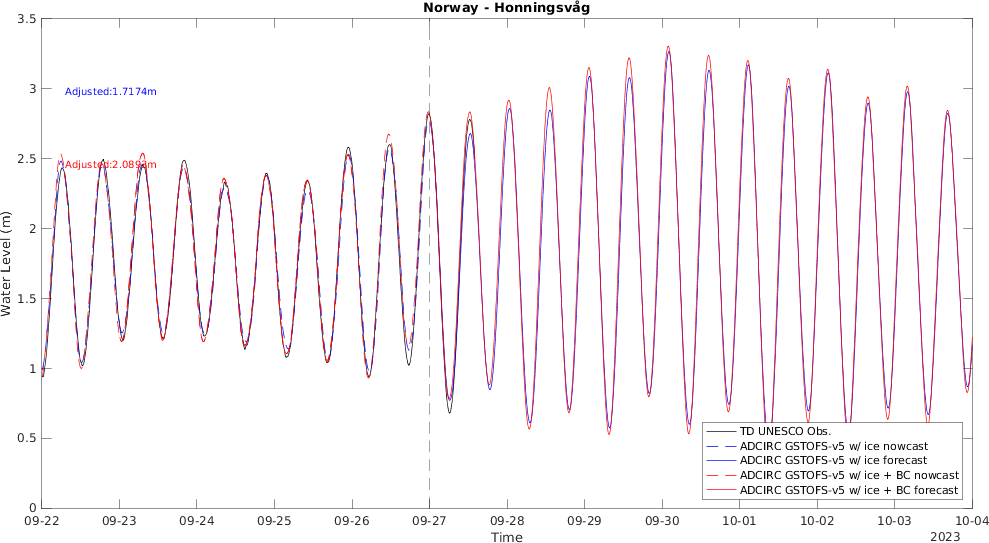 Norway - Honningsvåg
3.5
3
2.5
2
1.5
1
0.5
0
Water Level (m)
Adjusted:1.7174m
TD UNESCO Obs.
ADCIRC GSTOFS-v5 w/ ice nowcast
ADCIRC GSTOFS-v5 w/ ice forecast
ADCIRC GSTOFS-v5 w/ ice + BC nowcast
ADCIRC GSTOFS-v5 w/ ice + BC forecast
09-22 09-23 09-24 09-25 09-26 09-27 09-28 09-29 09-30 10-01 10-02 10-03 10-04
Time
2023